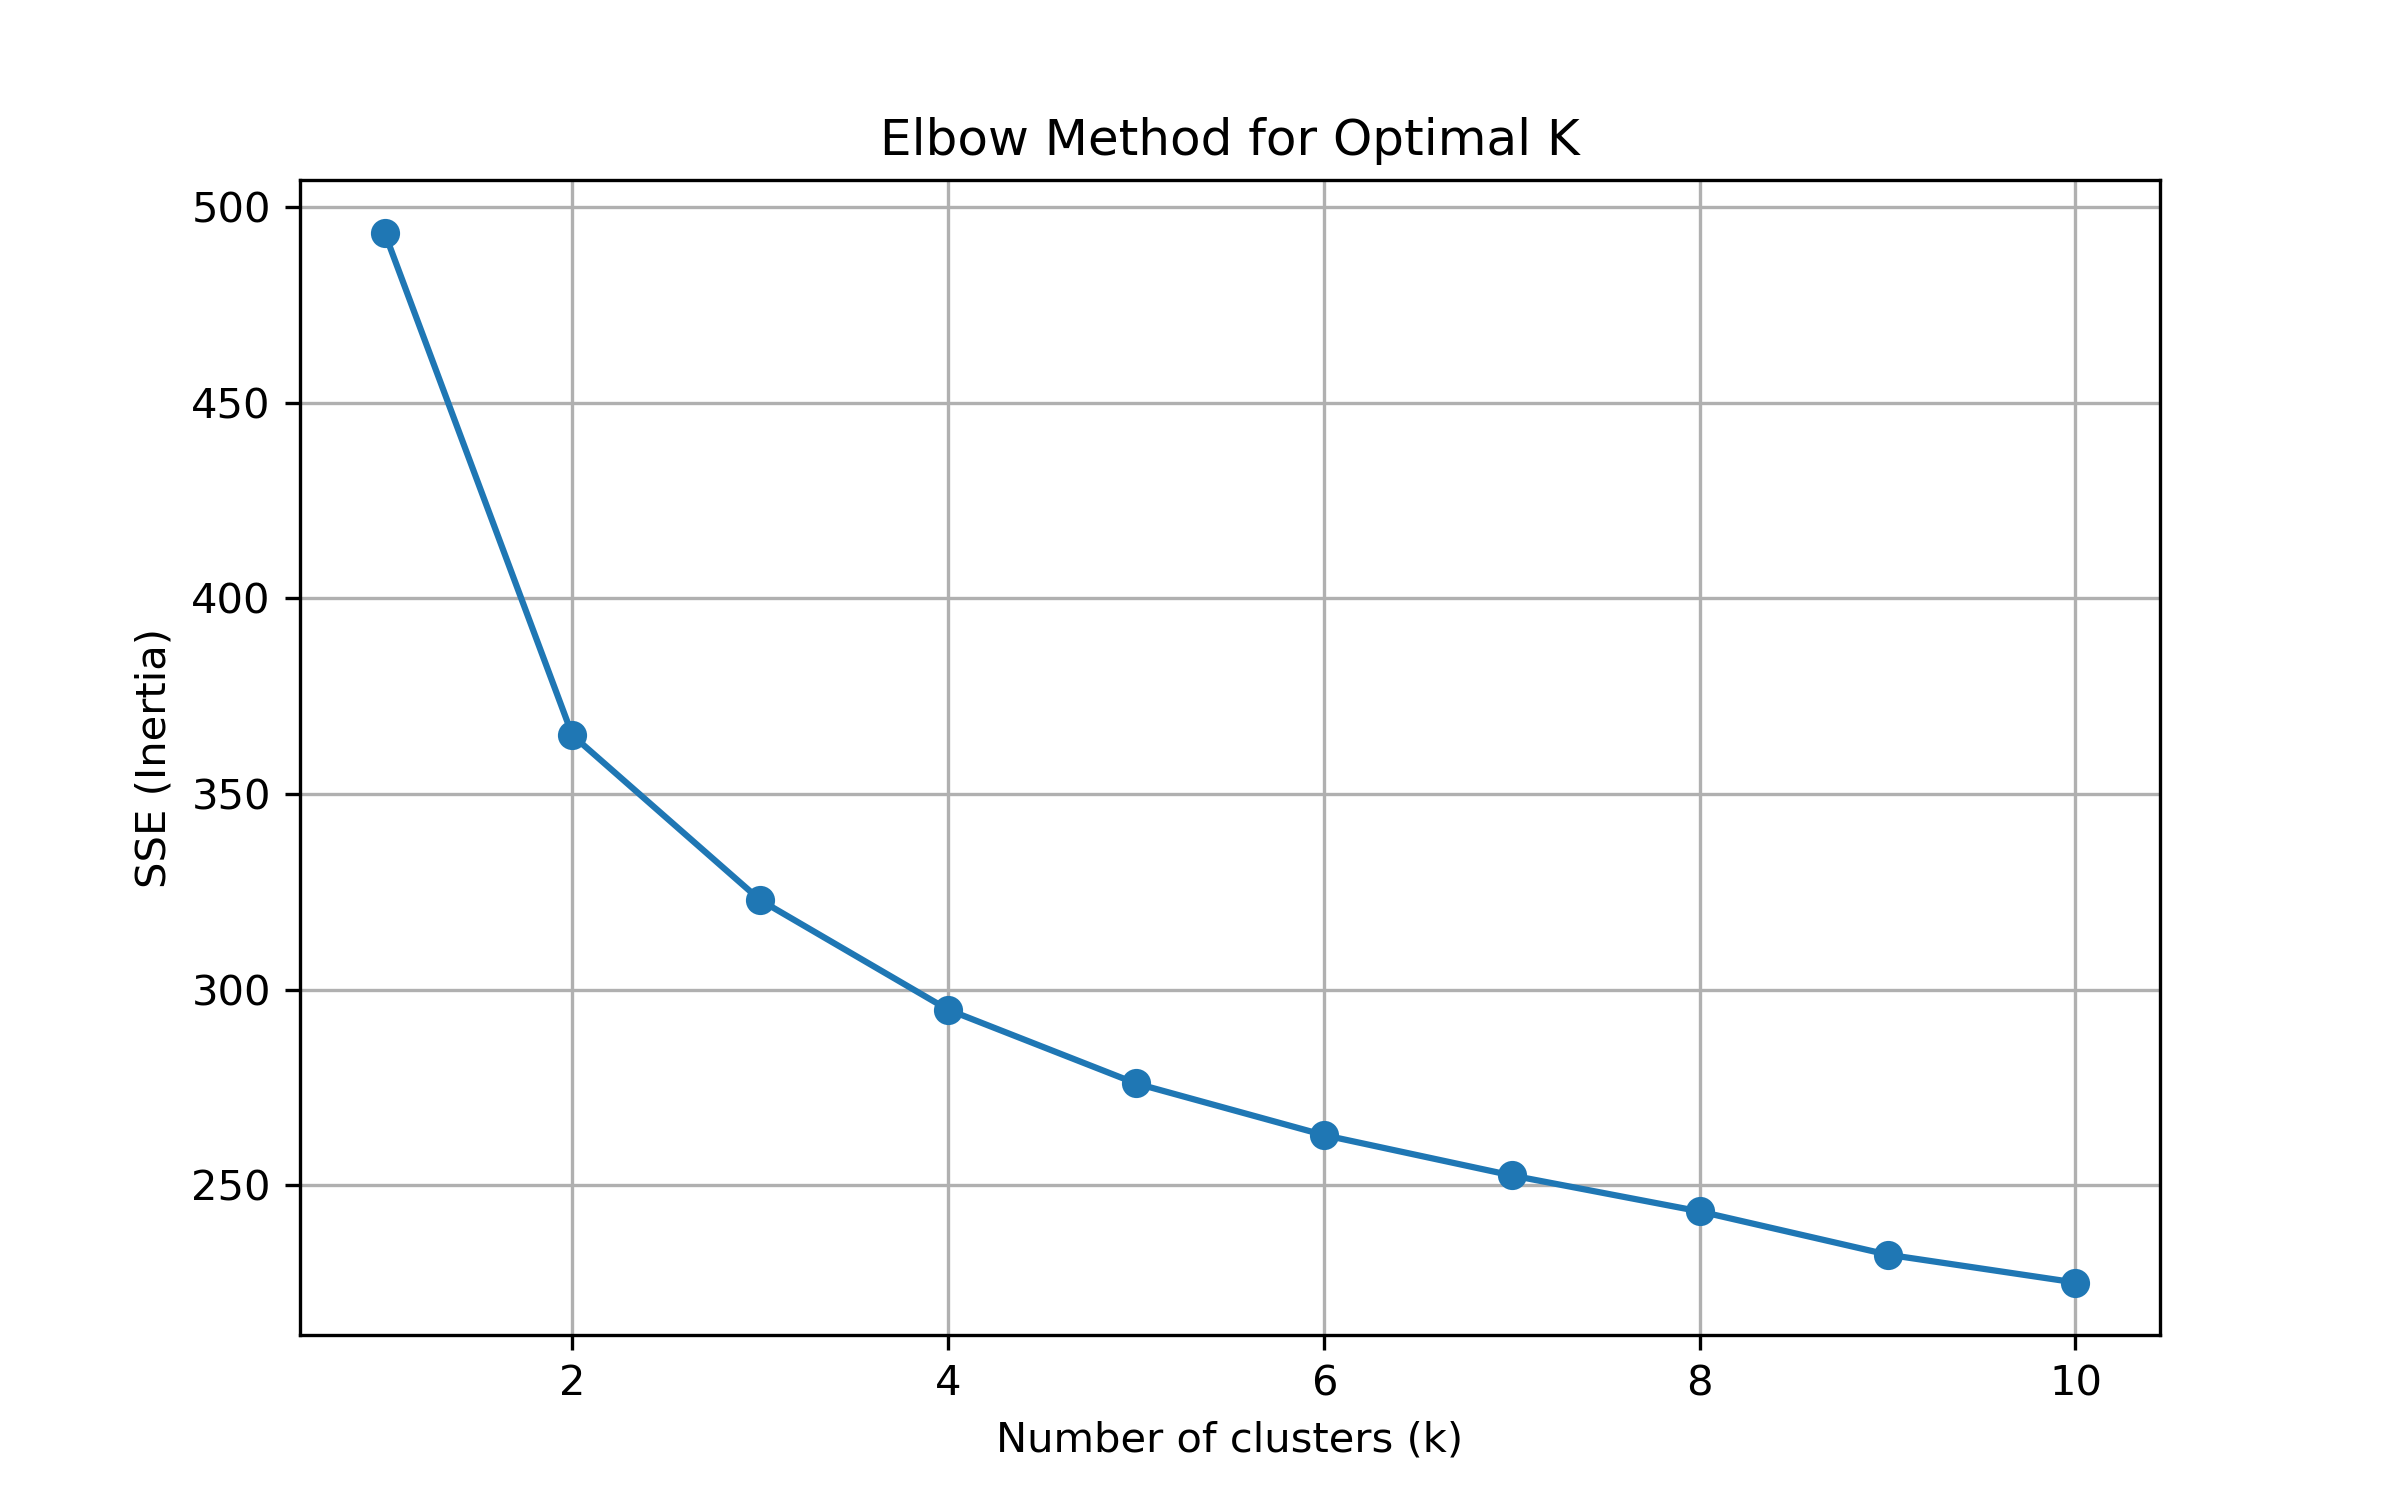 Elbow Method for Optimal K
500
450
400
350
300
250
SSE (Inertia)
2 4 6 8 10
Number of clusters (k)